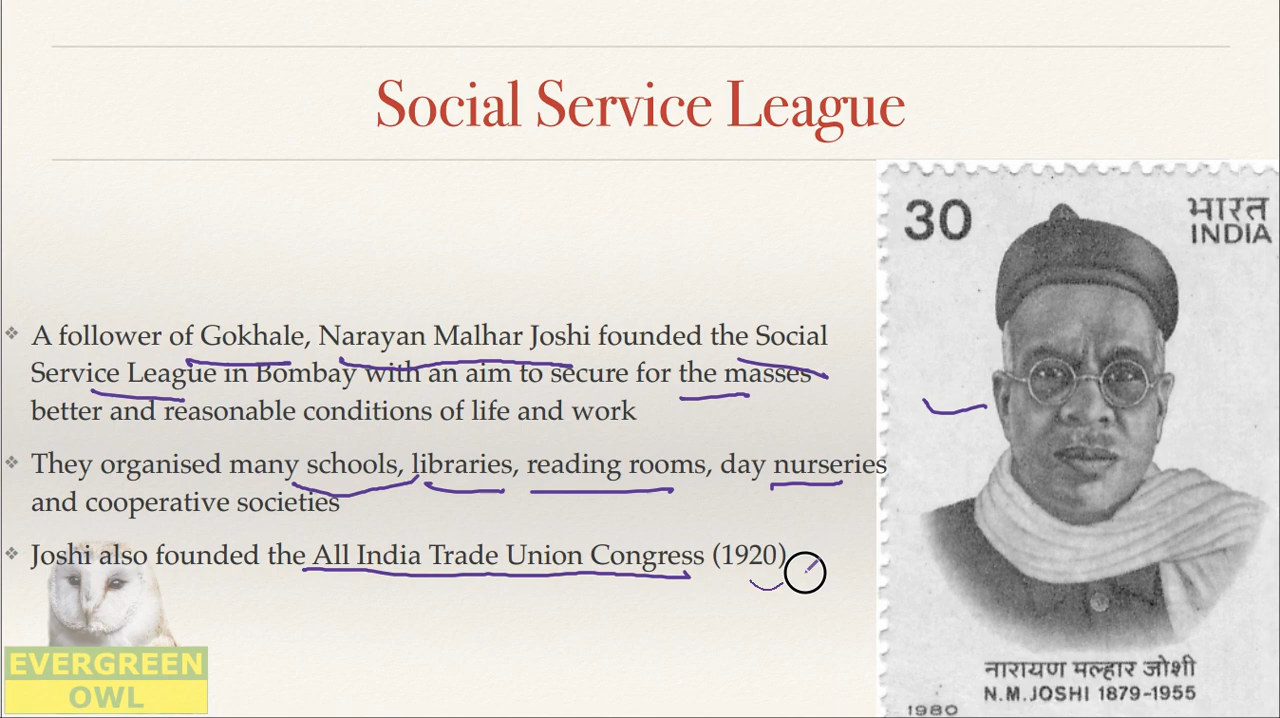 Social Service League
A follower of Gokhale, Narayan Malhar Joshi founded the Social
Service League in Bombay with an aim to secure for the masses
better and reasonable conditions of life and work
They organised many schools, libraries, reading rooms, day nurseries
and cooperative societies
Joshi also founded the All India Trade Union Congress (1920)
30
भारत
INDIA
नारायण मल्हार जोशी
N.M.JOSHI 1879-1955
1980
EVERGREEN
OWL